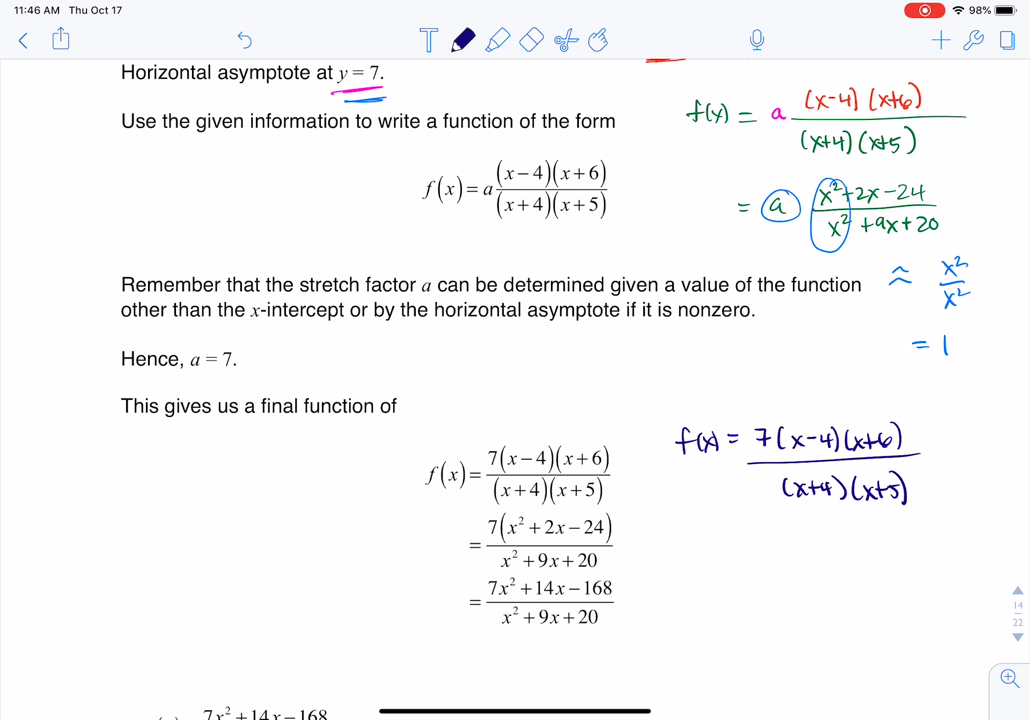 11:46 AM Thu Oct 17
98%
Horizontal asymptote at y = 7.
Use the given information to write a function of the form
f(x) = a (x − 4)(x + 6) / (x + 4)(x + 5)
f(x) = a (x-4)(x+6) / (x+4)(x+5)
= a x²+2x-24 / x²+9x+20
≈ x² / x²
= 1
Remember that the stretch factor a can be determined given a value of the function
other than the x-intercept or by the horizontal asymptote if it is nonzero.
Hence, a = 7.
This gives us a final function of
f(x) = 7(x − 4)(x + 6) / (x + 4)(x + 5)
= 7(x² + 2x − 24) / x² + 9x + 20
= 7x² + 14x − 168 / x² + 9x + 20
f(x) = 7(x-4)(x+6) / (x+4)(x+5)
14
22
7x² + 14x − 168